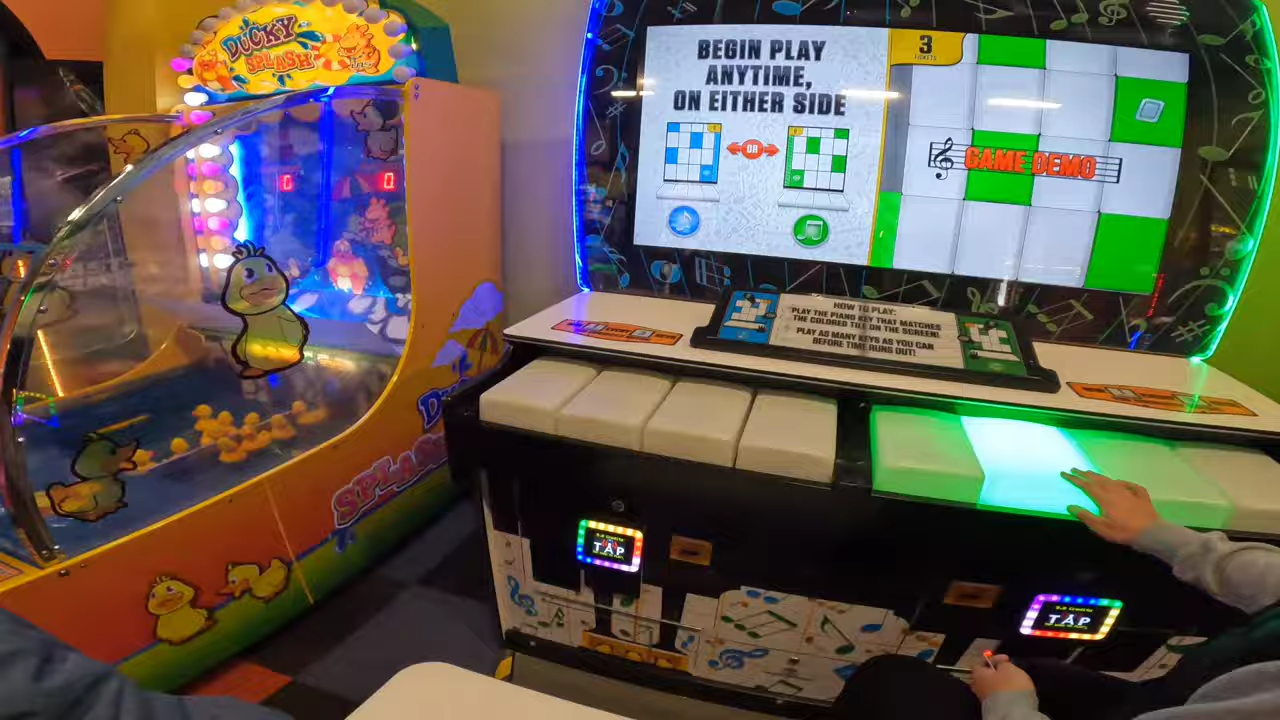 DUCKY
SPLASH
0
BEGIN PLAY
ANYTIME,
ON EITHER SIDE
OR
3
TICKETS
GAME DEMO
HOW TO PLAY:
PLAY THE PIANO KEY THAT MATCHES
THE COLORED TILE ON THE SCREEN!
PLAY AS MANY KEYS AS YOU CAN
BEFORE TIME RUNS OUT!
SPLASH
TAP
TAP